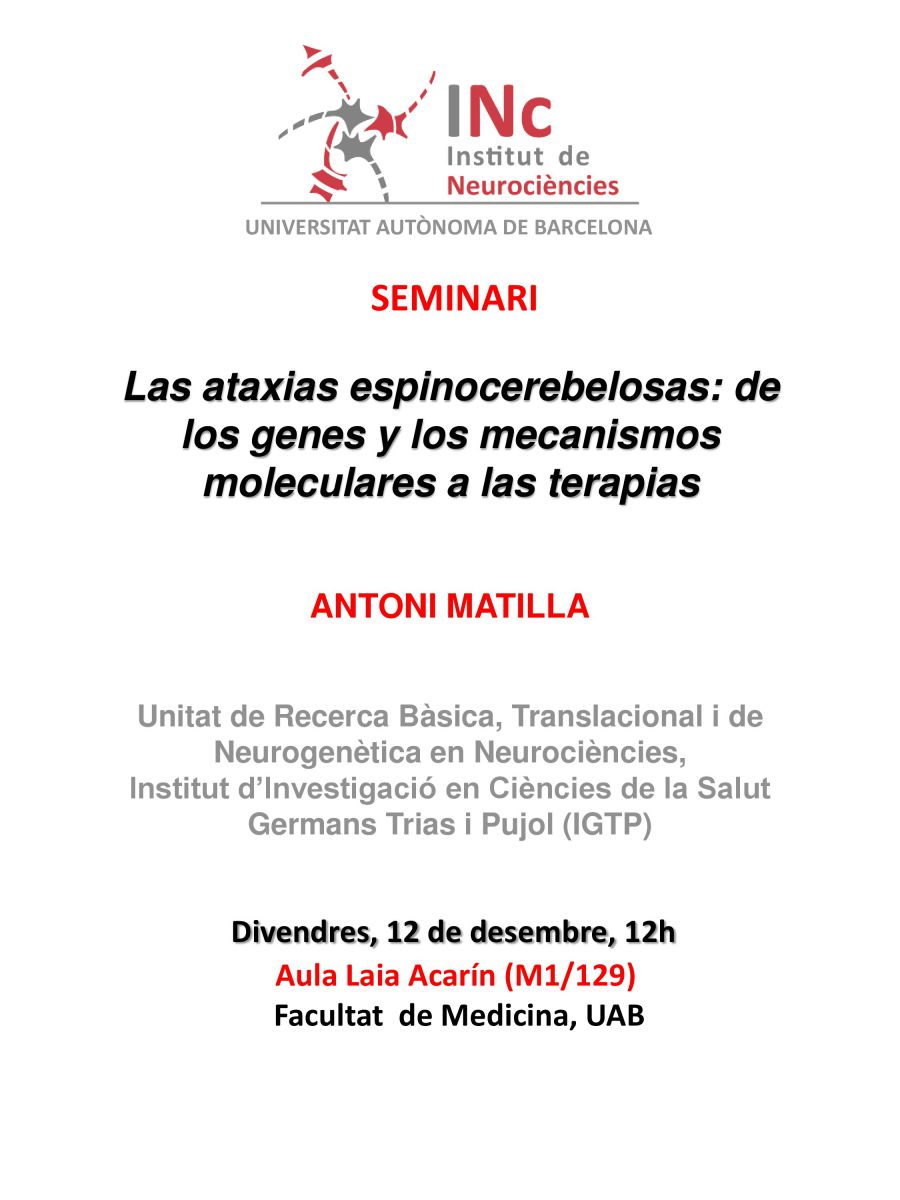 INc
Institut de
Neurociències
UNIVERSITAT AUTÒNOMA DE BARCELONA
SEMINARI
Las ataxias espinocerebelosas: de
los genes y los mecanismos
moleculares a las terapias
ANTONI MATILLA
Unitat de Recerca Bàsica, Translacional i de
Neurogenètica en Neurociències,
Institut d’Investigació en Ciències de la Salut
Germans Trias i Pujol (IGTP)
Divendres, 12 de desembre, 12h
Aula Laia Acarín (M1/129)
Facultat de Medicina, UAB